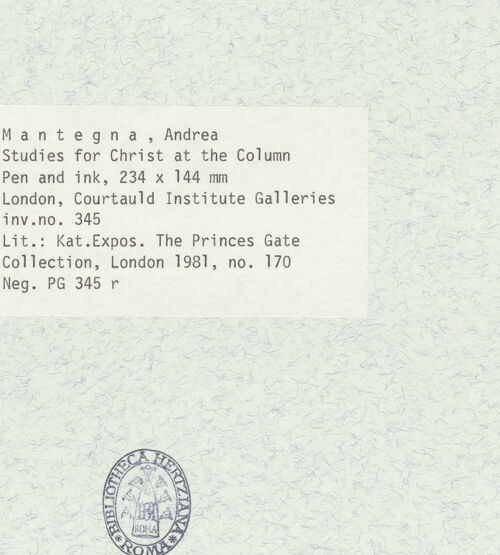 Mantegna, Andrea
Studies for Christ at the Column
Pen and ink, 234 x 144 mm
London, Courtauld Institute Galleries
inv.no. 345
Lit.: Kat.Expos. The Princes Gate
Collection, London 1981, no. 170
Neg. PG 345 r
*BIBLIOTHECA HERTZIANA*
ROMA